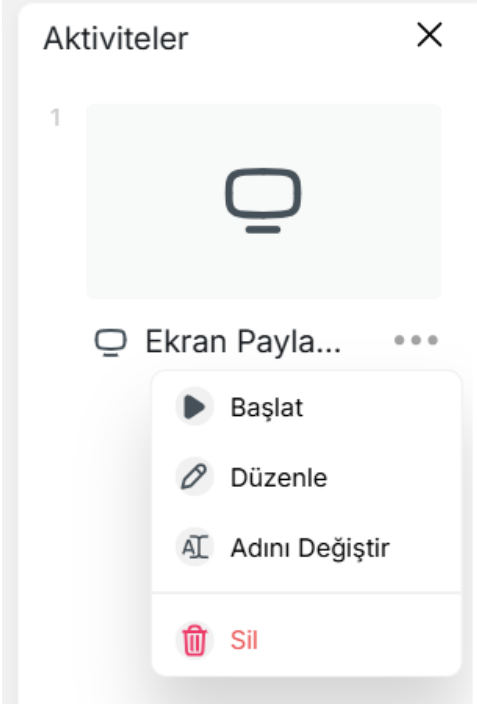 Aktiviteler
1
Ekran Payla...
Başlat
Düzenle
Adını Değiştir
Sil